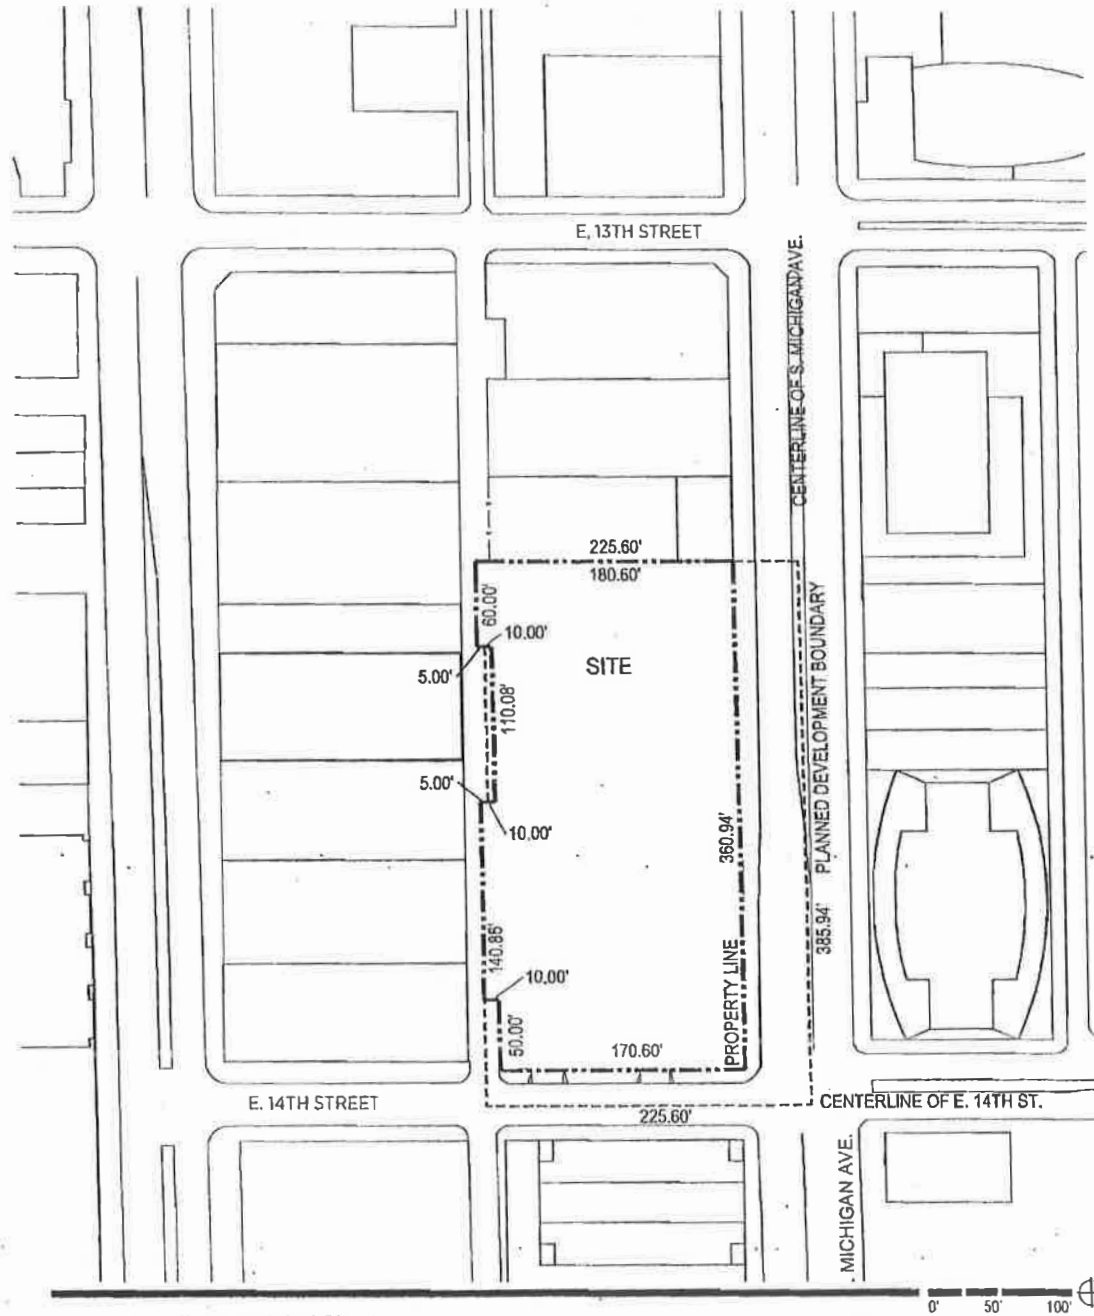 E. 13TH STREET
CENTERLINE OF S. MICHIGAN AVE.
225.60'
180.60'
60.00'
10.00'
5.00'
SITE
110.08'
PLANNED DEVELOPMENT BOUNDARY
5.00'
10.00'
360.94'
385.94'
140.86'
10.00'
PROPERTY LINE
50.00'
170.60'
E. 14TH STREET
CENTERLINE OF E. 14TH ST.
225.60'
. MICHIGAN AVE.
0' 50' 100'